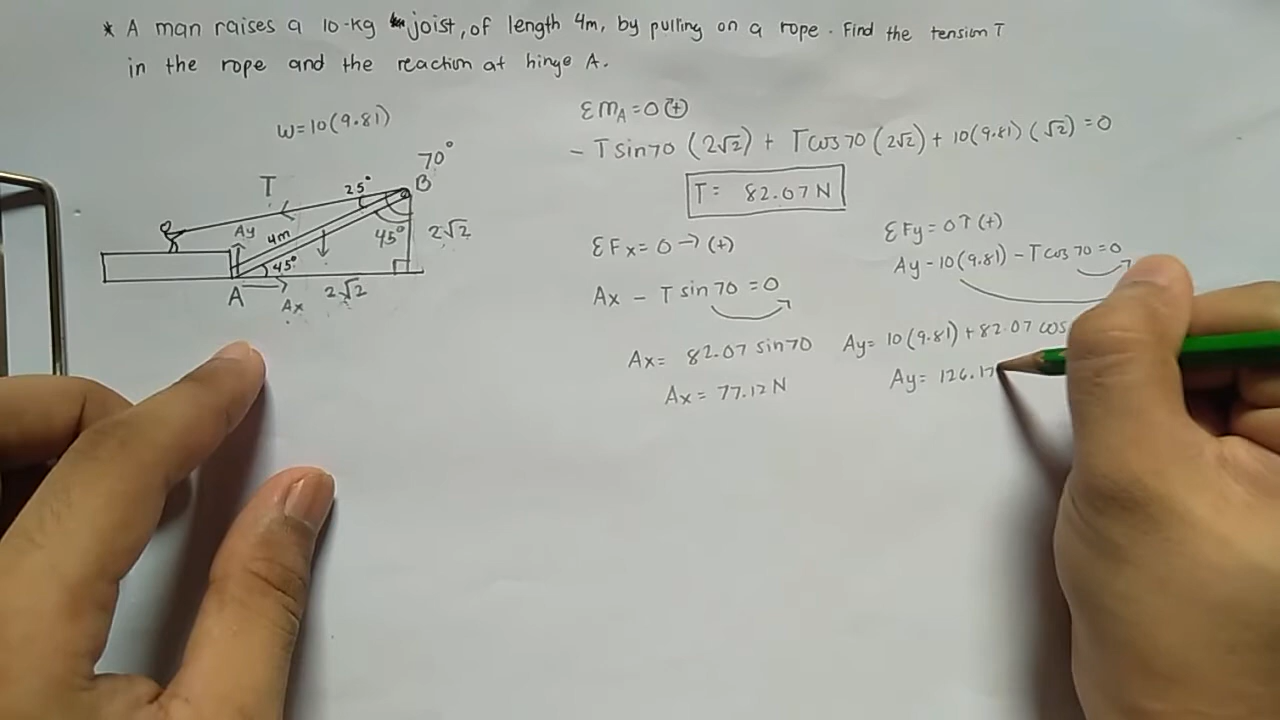 * A man raises a 10-kg joist, of length 4m, by pulling on a rope. Find the tension T
in the rope and the reaction at hinge A.
W=10(9.81)
70°
T
25°
B
Ay
4m
45°
2√2
45°
A
Ax
2√2
ΣMA=0 (+)
- T sin70 (2√2) + T cos70 (2√2) + 10(9.81)(√2) = 0
T= 82.07 N
ΣFx=0→(+)
Ax - T sin 70 = 0
Ax= 82.07 sin70
Ax= 77.12 N
ΣFy=0↑(+)
Ay-10(9.81)-Tcos70=0
Ay= 10(9.81)+82.07 cos
Ay= 126.17